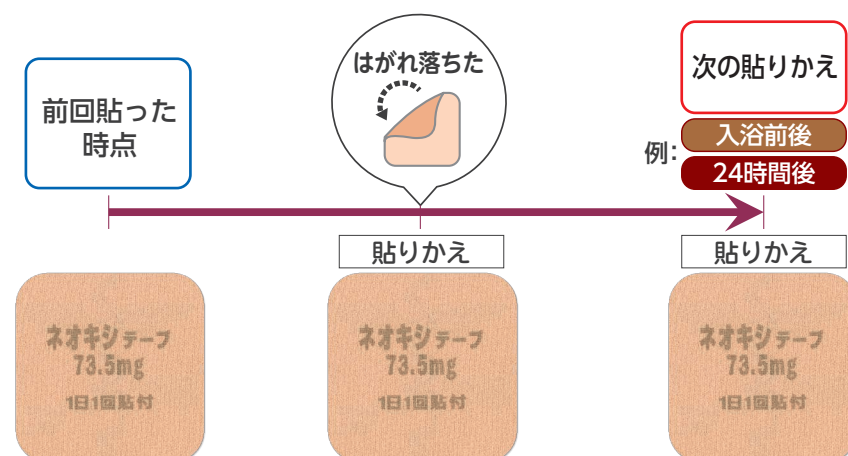 前回貼った
時点
はがれ落ちた
次の貼りかえ
例:
入浴前後
24時間後
貼りかえ
貼りかえ
ネオキシテープ
73.5mg
1日1回貼付
ネオキシテープ
73.5mg
1日1回貼付
ネオキシテープ
73.5mg
1日1回貼付